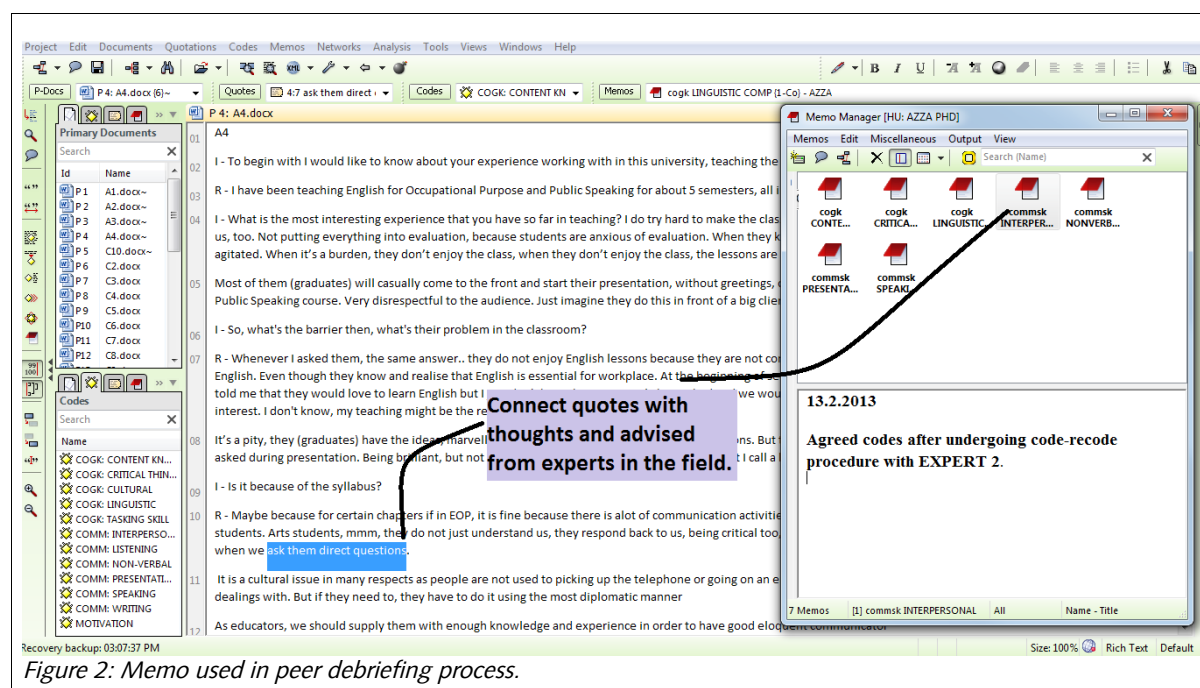 Project Edit Documents Quotations Codes Memos Networks Analysis Tools Views Windows Help
P-Docs P 4: A4.docx {6}~ Quotes 4:7 ask them direct Codes COGK: CONTENT KN Memos cogk LINGUISTIC COMP {1-Co} - AZZA
Primary Documents
Search
Id Name
P 1 A1.docx~
P 2 A2.docx~
P 3 A3.docx~
P 4 A4.docx~
P 5 C10.docx~
P 6 C2.docx
P 7 C3.docx
P 8 C4.docx
P 9 C5.docx
P10 C6.docx
P11 C7.docx
P12 C8.docx
Codes
Search
Name
COGK: CONTENT KN...
COGK: CRITICAL THIN...
COGK: CULTURAL
COGK: LINGUISTIC
COGK: TASKING SKILL
COMM: INTERPERSO...
COMM: LISTENING
COMM: NON-VERBAL
COMM: PRESENTATI...
COMM: SPEAKING
COMM: WRITING
MOTIVATION
P 4: A4.docx
01 A4
02 I - To begin with I would like to know about your experience working with in this university, teaching the
03 R - I have been teaching English for Occupational Purpose and Public Speaking for about 5 semesters, all i
04 I - What is the most interesting experience that you have so far in teaching? I do try hard to make the clas
us, too. Not putting everything into evaluation, because students are anxious of evaluation. When they k
agitated. When it's a burden, they don't enjoy the class, when they don't enjoy the class, the lessons are
05 Most of them (graduates) will casually come to the front and start their presentation, without greetings,
Public Speaking course. Very disrespectful to the audience. Just imagine they do this in front of a big clie
06 I - So, what's the barrier then, what's their problem in the classroom?
07 R - Whenever I asked them, the same answer.. they do not enjoy English lessons because they are not co
English. Even though they know and realise that English is essential for workplace. At the beginning of se
told me that they would love to learn English but I we wou
interest. I don't know, my teaching might be the re
08 It's a pity, they (graduates) have the ideas, marvell ons. But
asked during presentation. Being brilliant, but not t I call a
09 I - Is it because of the syllabus?
10 R - Maybe because for certain chapters if in EOP, it is fine because there is alot of communication activitie
students. Arts students, mmm, they do not just understand us, they respond back to us, being critical too,
when we ask them direct questions.
11 It is a cultural issue in many respects as people are not used to picking up the telephone or going on an e
dealings with. But if they need to, they have to do it using the most diplomatic manner
12 As educators, we should supply them with enough knowledge and experience in order to have good eloquent communicator
Connect quotes with
thoughts and advised
from experts in the field.
Memo Manager [HU: AZZA PHD]
Memos Edit Miscellaneous Output View
Search (Name)
cogk CONTE...
cogk CRITICA...
cogk LINGUISTIC...
commsk INTERPER...
commsk NONVERB...
commsk PRESENTA...
commsk SPEAKI...
13.2.2013
Agreed codes after undergoing code-recode
procedure with EXPERT 2.
7 Memos [1] commsk INTERPERSONAL All Name - Title
Recovery backup: 03:07:37 PM Size: 100% Rich Text Default
Figure 2: Memo used in peer debriefing process.